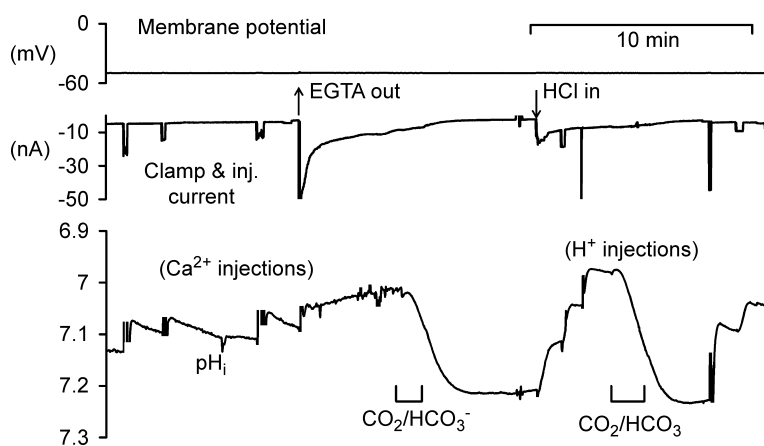 0
Membrane potential
10 min
(mV)
-60
EGTA out
HCl in
-10
(nA)
-30
Clamp & inj.
current
-50
6.9
(H⁺ injections)
(Ca²⁺ injections)
7
7.1
pHᵢ
7.2
CO₂/HCO₃⁻
CO₂/HCO₃
7.3